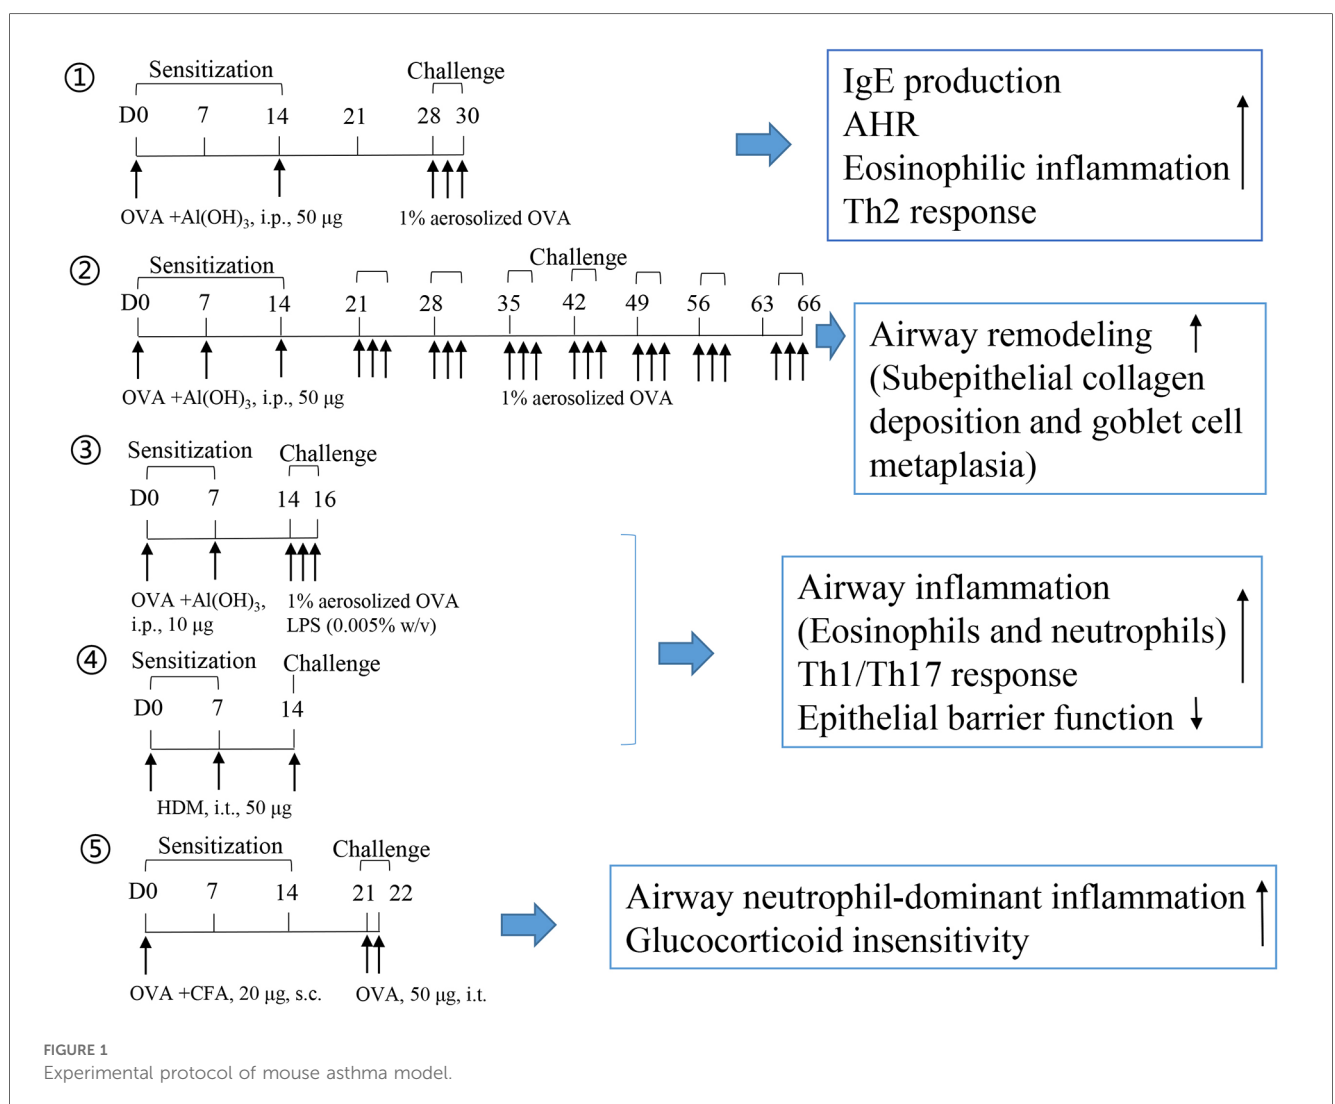 ①
Sensitization
Challenge
D0 7 14 21 28 30
OVA +Al(OH)₃, i.p., 50 μg
1% aerosolized OVA
IgE production
AHR
Eosinophilic inflammation
Th2 response
②
Sensitization
Challenge
D0 7 14 21 28 35 42 49 56 63 66
OVA +Al(OH)₃, i.p., 50 μg
1% aerosolized OVA
Airway remodeling
(Subepithelial collagen
deposition and goblet cell
metaplasia)
③
Sensitization
Challenge
D0 7 14 16
OVA +Al(OH)₃,
i.p., 10 μg
1% aerosolized OVA
LPS (0.005% w/v)
④
Sensitization
Challenge
D0 7 14
HDM, i.t., 50 μg
Airway inflammation
(Eosinophils and neutrophils)
Th1/Th17 response
Epithelial barrier function
⑤
Sensitization
Challenge
D0 7 14 21 22
OVA +CFA, 20 μg, s.c.
OVA, 50 μg, i.t.
Airway neutrophil-dominant inflammation
Glucocorticoid insensitivity
FIGURE 1
Experimental protocol of mouse asthma model.